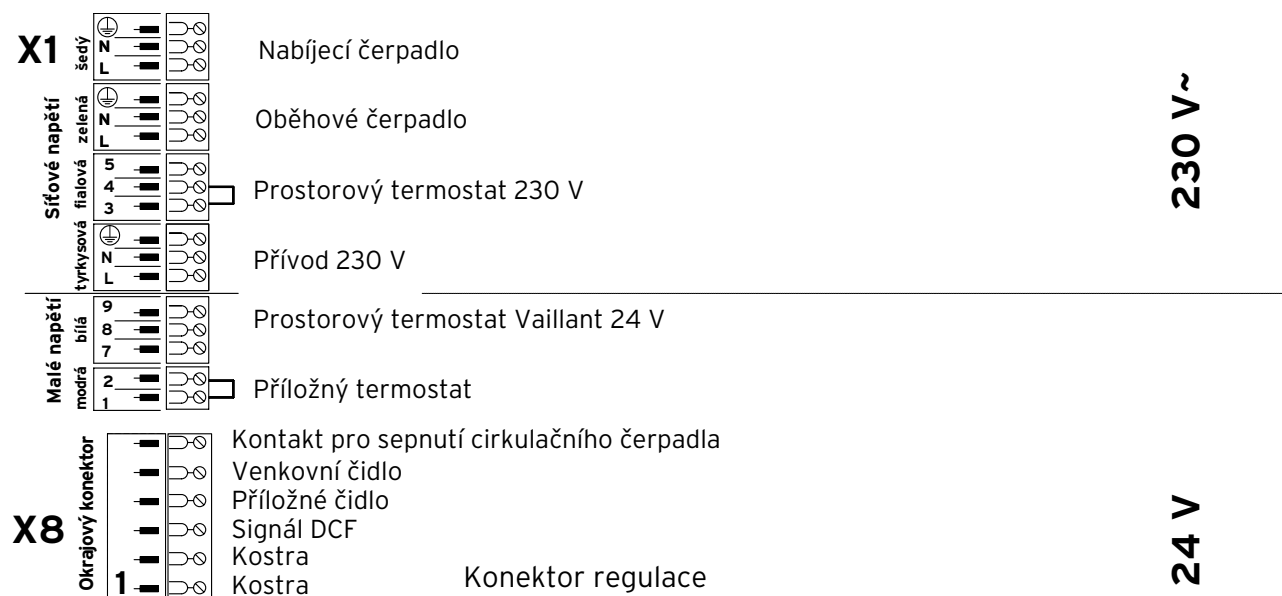 X1
šedý
N
L
Nabíjecí čerpadlo
Síťové napětí
zelená
N
L
Oběhové čerpadlo
fialová
5
4
3
Prostorový termostat 230 V
tyrkysová
N
L
Přívod 230 V
230 V~
Malé napětí
bílá
9
8
7
Prostorový termostat Vaillant 24 V
modrá
2
1
Příložný termostat
X8
Okrajový konektor
Kontakt pro sepnutí cirkulačního čerpadla
Venkovní čidlo
Příložné čidlo
Signál DCF
Kostra
1
Kostra
Konektor regulace
24 V